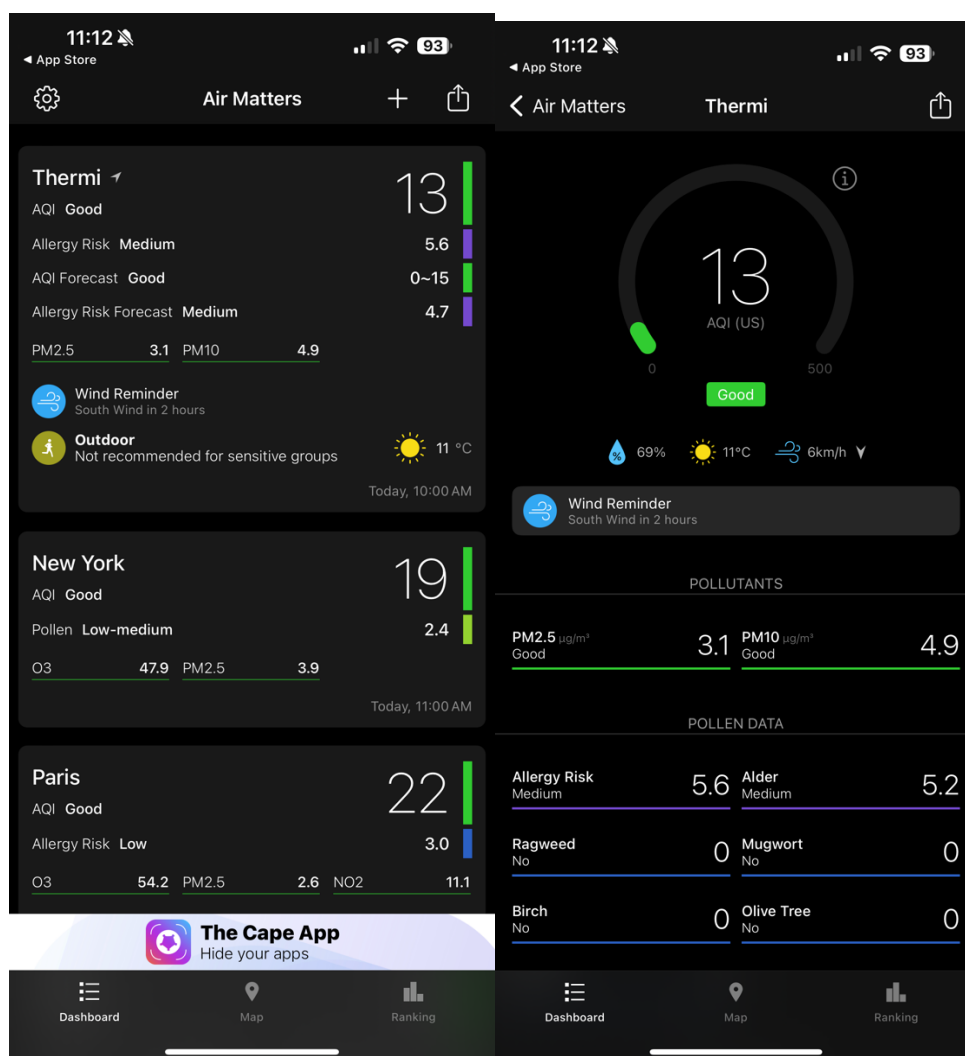 11:12
93
◄ App Store
Air Matters
Thermi
13
AQI Good
Allergy Risk Medium 5.6
AQI Forecast Good 0~15
Allergy Risk Forecast Medium 4.7
PM2.5 3.1 PM10 4.9
Wind Reminder
South Wind in 2 hours
Outdoor
Not recommended for sensitive groups
11 °C
Today, 10:00 AM
New York
19
AQI Good
Pollen Low-medium 2.4
O3 47.9 PM2.5 3.9
Today, 11:00 AM
Paris
22
AQI Good
Allergy Risk Low 3.0
O3 54.2 PM2.5 2.6 NO2 11.1
The Cape App
Hide your apps
Dashboard Map Ranking
11:12
93
◄ App Store
Air Matters Thermi
13
AQI (US)
0 500
Good
% 69% 11°C 6km/h
Wind Reminder
South Wind in 2 hours
POLLUTANTS
PM2.5 µg/m³ 3.1 PM10 µg/m³ 4.9
Good Good
POLLEN DATA
Allergy Risk 5.6 Alder 5.2
Medium Medium
Ragweed 0 Mugwort 0
No No
Birch 0 Olive Tree 0
No No
Dashboard Map Ranking